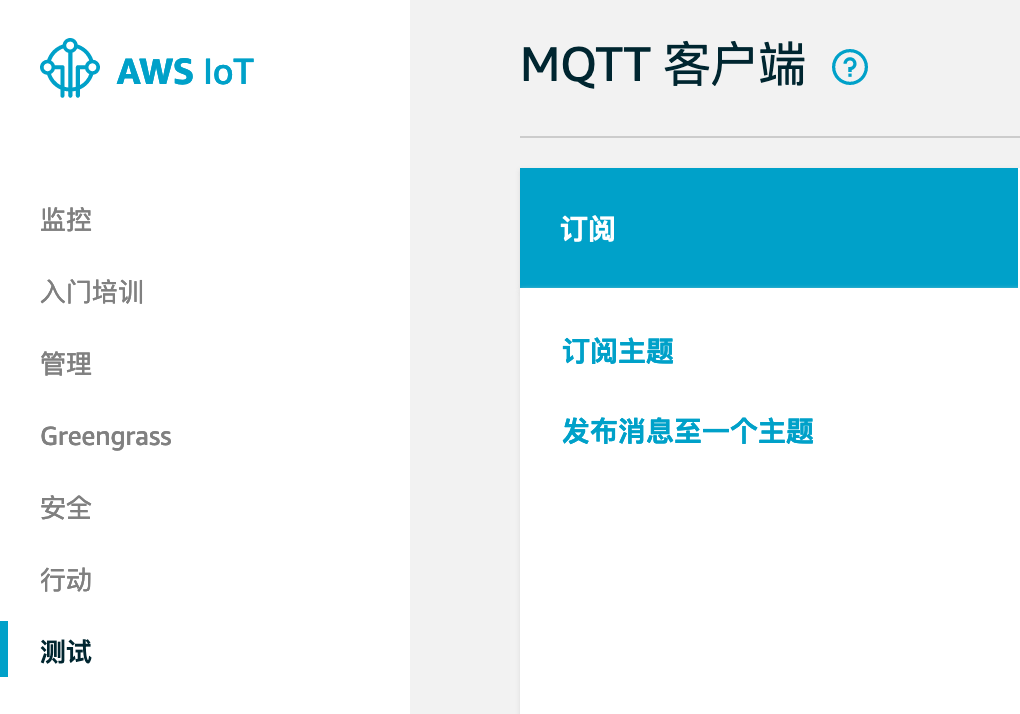 AWS IoT
监控
入门培训
管理
Greengrass
安全
行动
测试
MQTT 客户端 ?
订阅
订阅主题
发布消息至一个主题